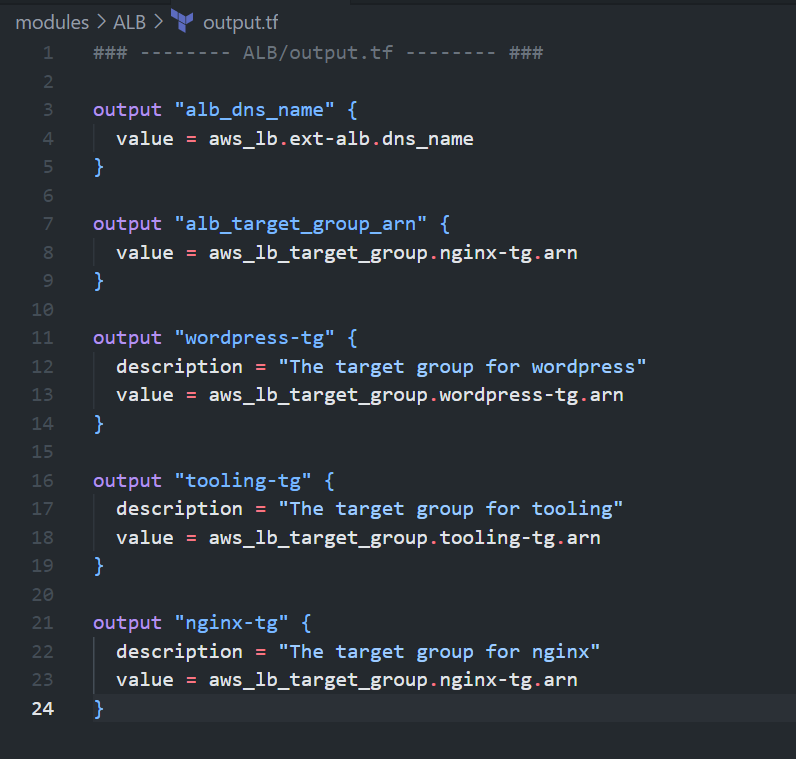 modules > ALB > output.tf
1 ### -------- ALB/output.tf -------- ###
2
3 output "alb_dns_name" {
4   value = aws_lb.ext-alb.dns_name
5 }
6
7 output "alb_target_group_arn" {
8   value = aws_lb_target_group.nginx-tg.arn
9 }
10
11 output "wordpress-tg" {
12   description = "The target group for wordpress"
13   value = aws_lb_target_group.wordpress-tg.arn
14 }
15
16 output "tooling-tg" {
17   description = "The target group for tooling"
18   value = aws_lb_target_group.tooling-tg.arn
19 }
20
21 output "nginx-tg" {
22   description = "The target group for nginx"
23   value = aws_lb_target_group.nginx-tg.arn
24 }